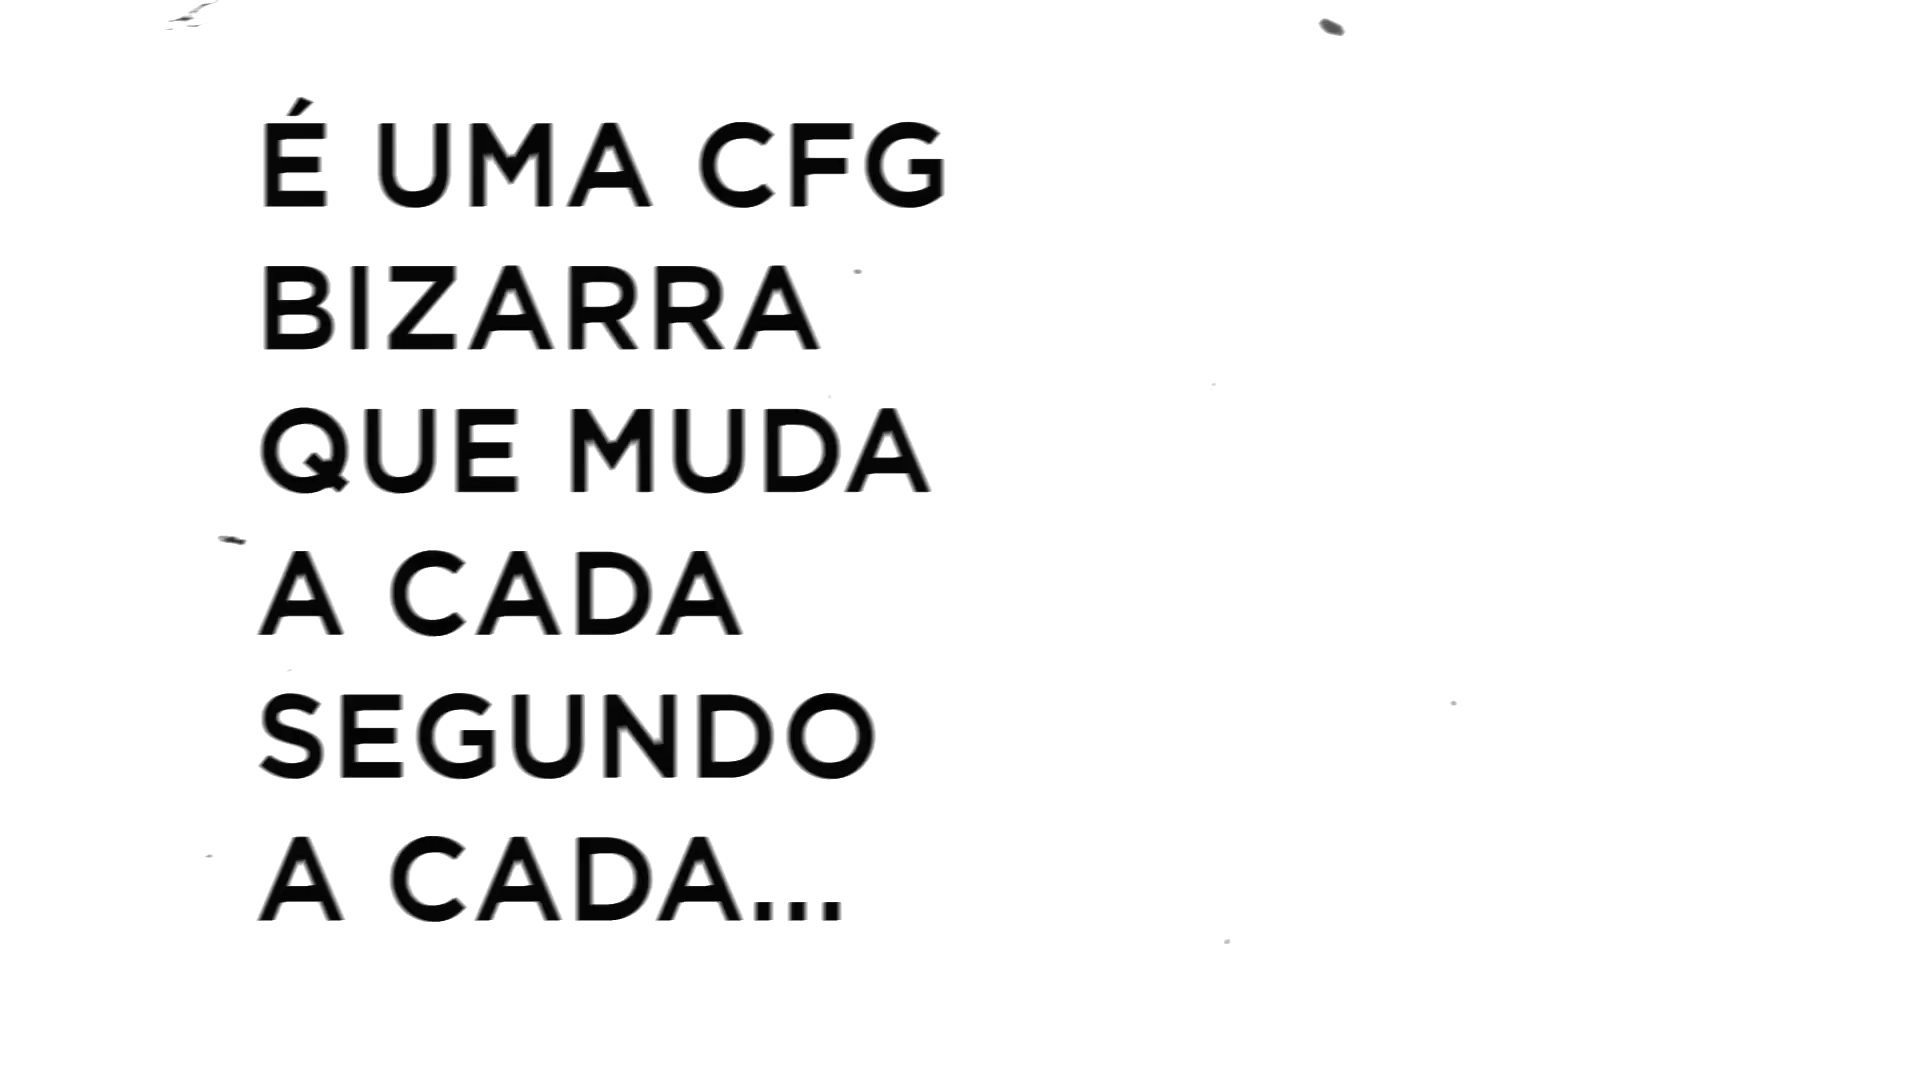 É UMA CFG
BIZARRA
QUE MUDA
A CADA
SEGUNDO
A CADA...